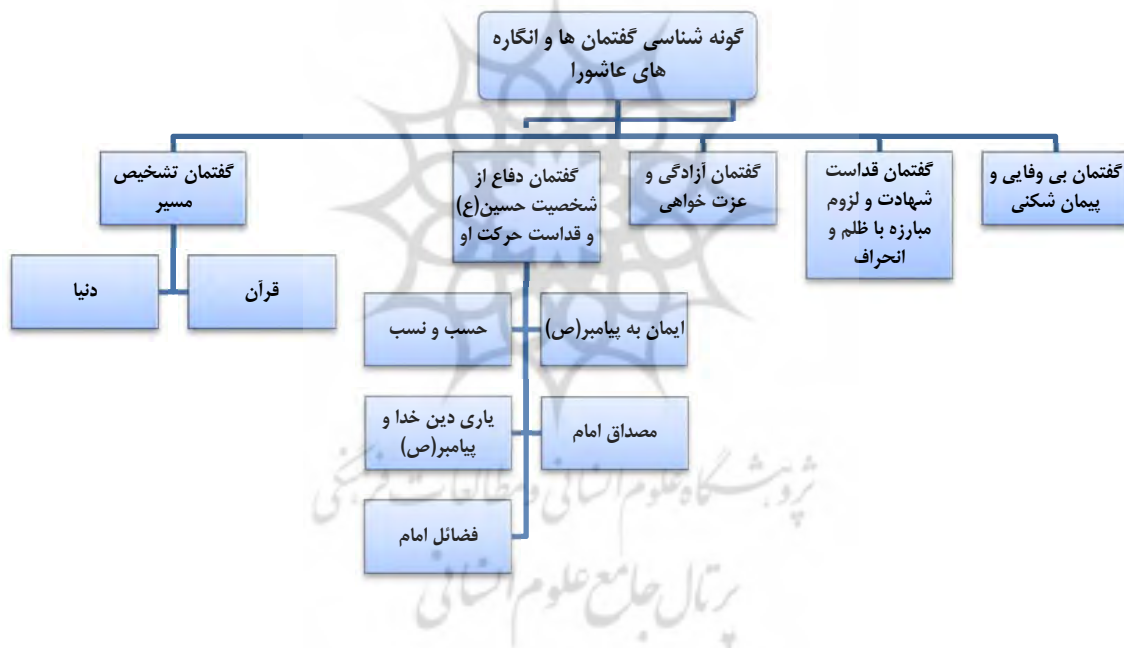 گونه شناسی گفتمان ها و انگاره
های عاشورا
گفتمان بی وفایی و
پیمان شکنی
گفتمان قداست
شهادت و لزوم
مبارزه با ظلم و
انحراف
گفتمان آزادگی و
عزت خواهی
گفتمان دفاع از
شخصیت حسین(ع)
و قداست حرکت او
گفتمان تشخیص
مسیر
قرآن
دنیا
ایمان به پیامبر(ص)
حسب و نسب
مصداق امام
یاری دین خدا و
پیامبر(ص)
فضائل امام
پژوهشگاه علوم انسانی و مطالعات فرهنگی
پرتال جامع علوم انسانی